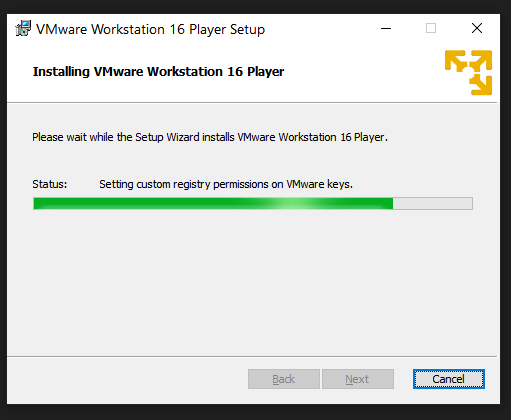 VMware Workstation 16 Player Setup
Installing VMware Workstation 16 Player
Please wait while the Setup Wizard installs VMware Workstation 16 Player.
Status: Setting custom registry permissions on VMware keys.
Back Next Cancel